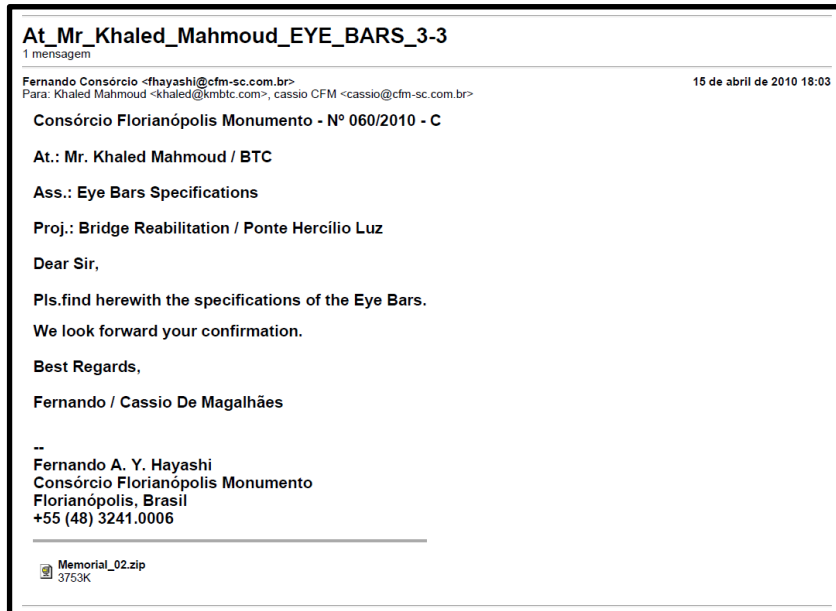 At_Mr_Khaled_Mahmoud_EYE_BARS_3-3
1 mensagem
Fernando Consórcio <fhayashi@cfm-sc.com.br>
15 de abril de 2010 18:03
Para: Khaled Mahmoud <khaled@kmbtc.com>, cassio CFM <cassio@cfm-sc.com.br>
Consórcio Florianópolis Monumento - Nº 060/2010 - C
At.: Mr. Khaled Mahmoud / BTC
Ass.: Eye Bars Specifications
Proj.: Bridge Reabilitation / Ponte Hercílio Luz
Dear Sir,
Pls.find herewith the specifications of the Eye Bars.
We look forward your confirmation.
Best Regards,
Fernando / Cassio De Magalhães
--
Fernando A. Y. Hayashi
Consórcio Florianópolis Monumento
Florianópolis, Brasil
+55 (48) 3241.0006
Memorial_02.zip
3753K